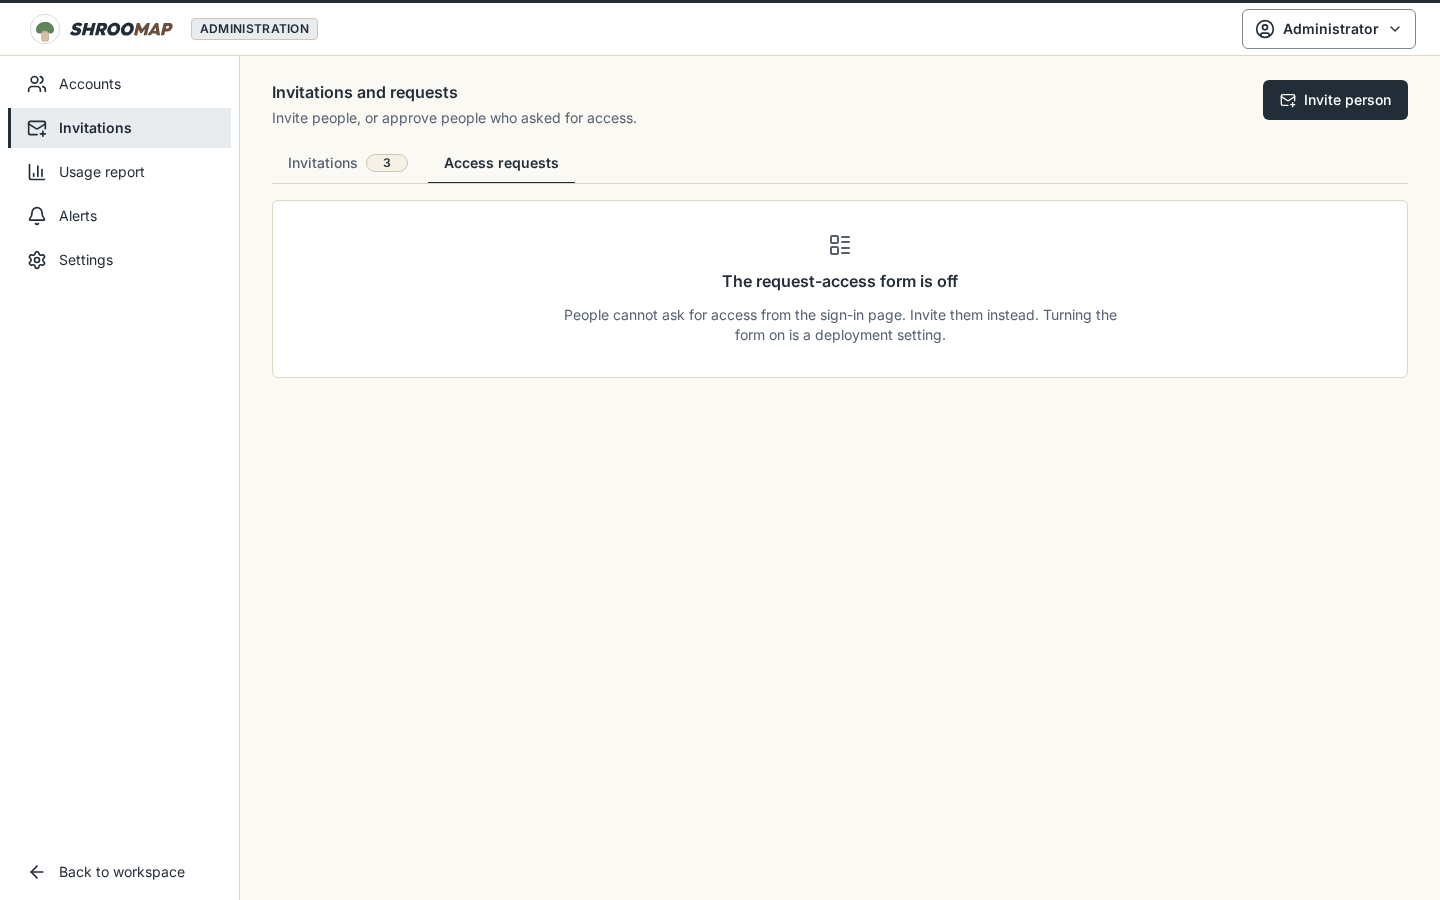 SHROOMAP
ADMINISTRATION
Administrator
Accounts
Invitations
Usage report
Alerts
Settings
Back to workspace
Invitations and requests
Invite people, or approve people who asked for access.
Invite person
Invitations 3
Access requests
The request-access form is off
People cannot ask for access from the sign-in page. Invite them instead. Turning the
form on is a deployment setting.